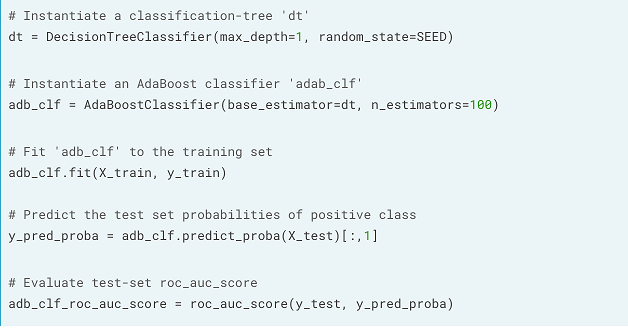 # Instantiate a classification-tree 'dt'
dt = DecisionTreeClassifier(max_depth=1, random_state=SEED)
# Instantiate an AdaBoost classifier 'adab_clf'
adb_clf = AdaBoostClassifier(base_estimator=dt, n_estimators=100)
# Fit 'adb_clf' to the training set
adb_clf.fit(X_train, y_train)
# Predict the test set probabilities of positive class
y_pred_proba = adb_clf.predict_proba(X_test)[:,1]
# Evaluate test-set roc_auc_score
adb_clf_roc_auc_score = roc_auc_score(y_test, y_pred_proba)